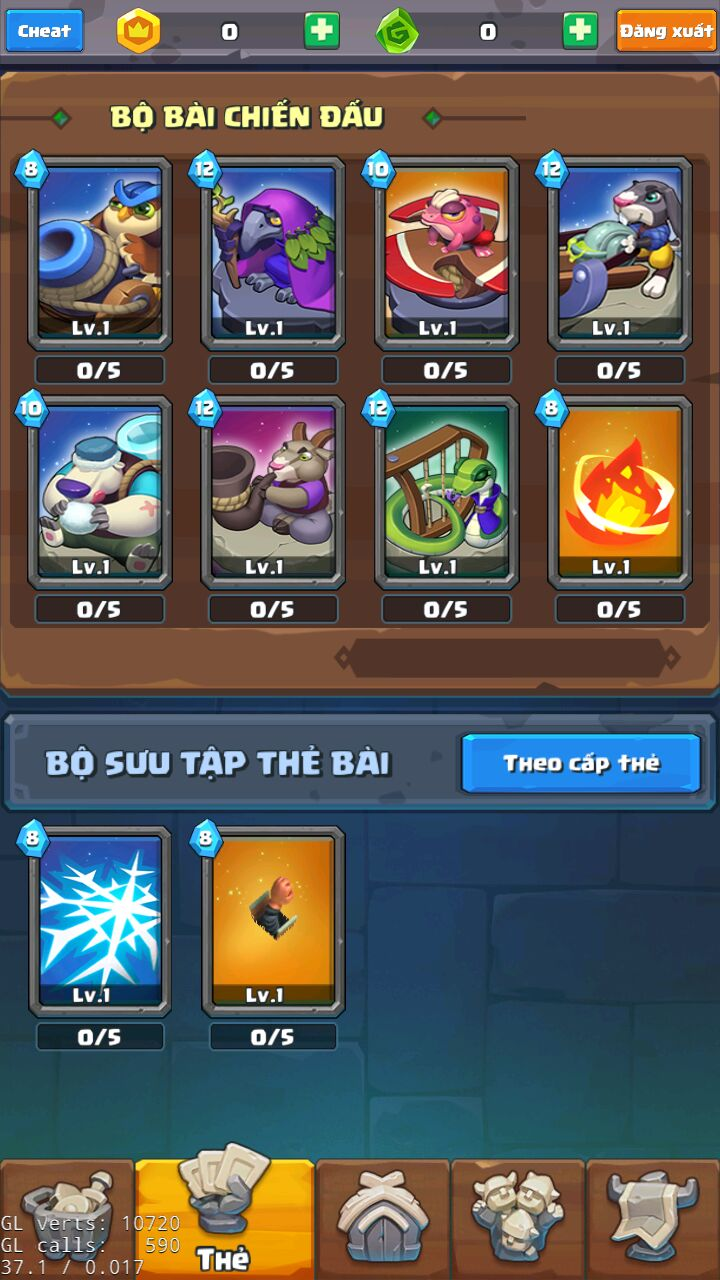 Cheat 0 0 Đăng xuất
BỘ BÀI CHIẾN ĐẤU
8 12 10 12
Lv.1 Lv.1 Lv.1 Lv.1
0/5 0/5 0/5 0/5
10 12 12 8
Lv.1 Lv.1 Lv.1 Lv.1
0/5 0/5 0/5 0/5
BỘ SƯU TẬP THẺ BÀI Theo cấp thẻ
8 8
Lv.1 Lv.1
0/5 0/5
GL verts: 10720
GL calls: 590
37.1 / 0.017
Thẻ